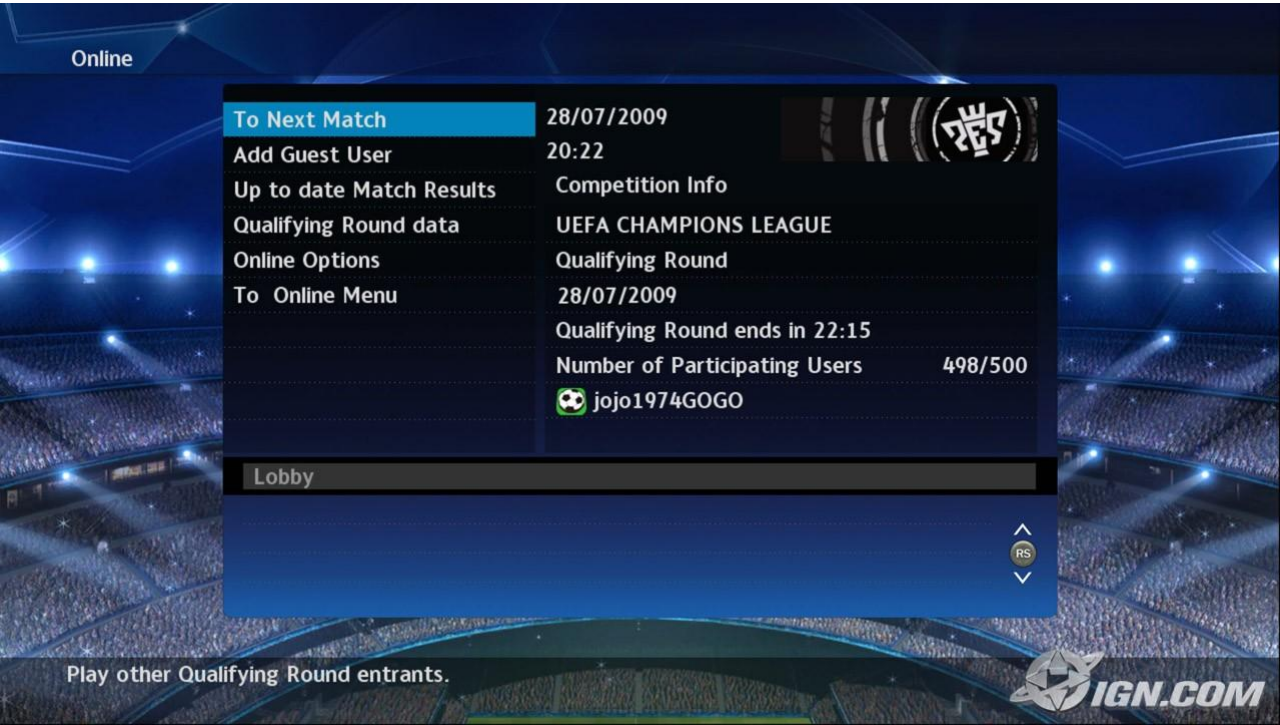 Online
To Next Match
Add Guest User
Up to date Match Results
Qualifying Round data
Online Options
To Online Menu
28/07/2009
20:22
PES
Competition Info
UEFA CHAMPIONS LEAGUE
Qualifying Round
28/07/2009
Qualifying Round ends in 22:15
Number of Participating Users 498/500
jojo1974GOGO
Lobby
RS
Play other Qualifying Round entrants.
IGN.COM